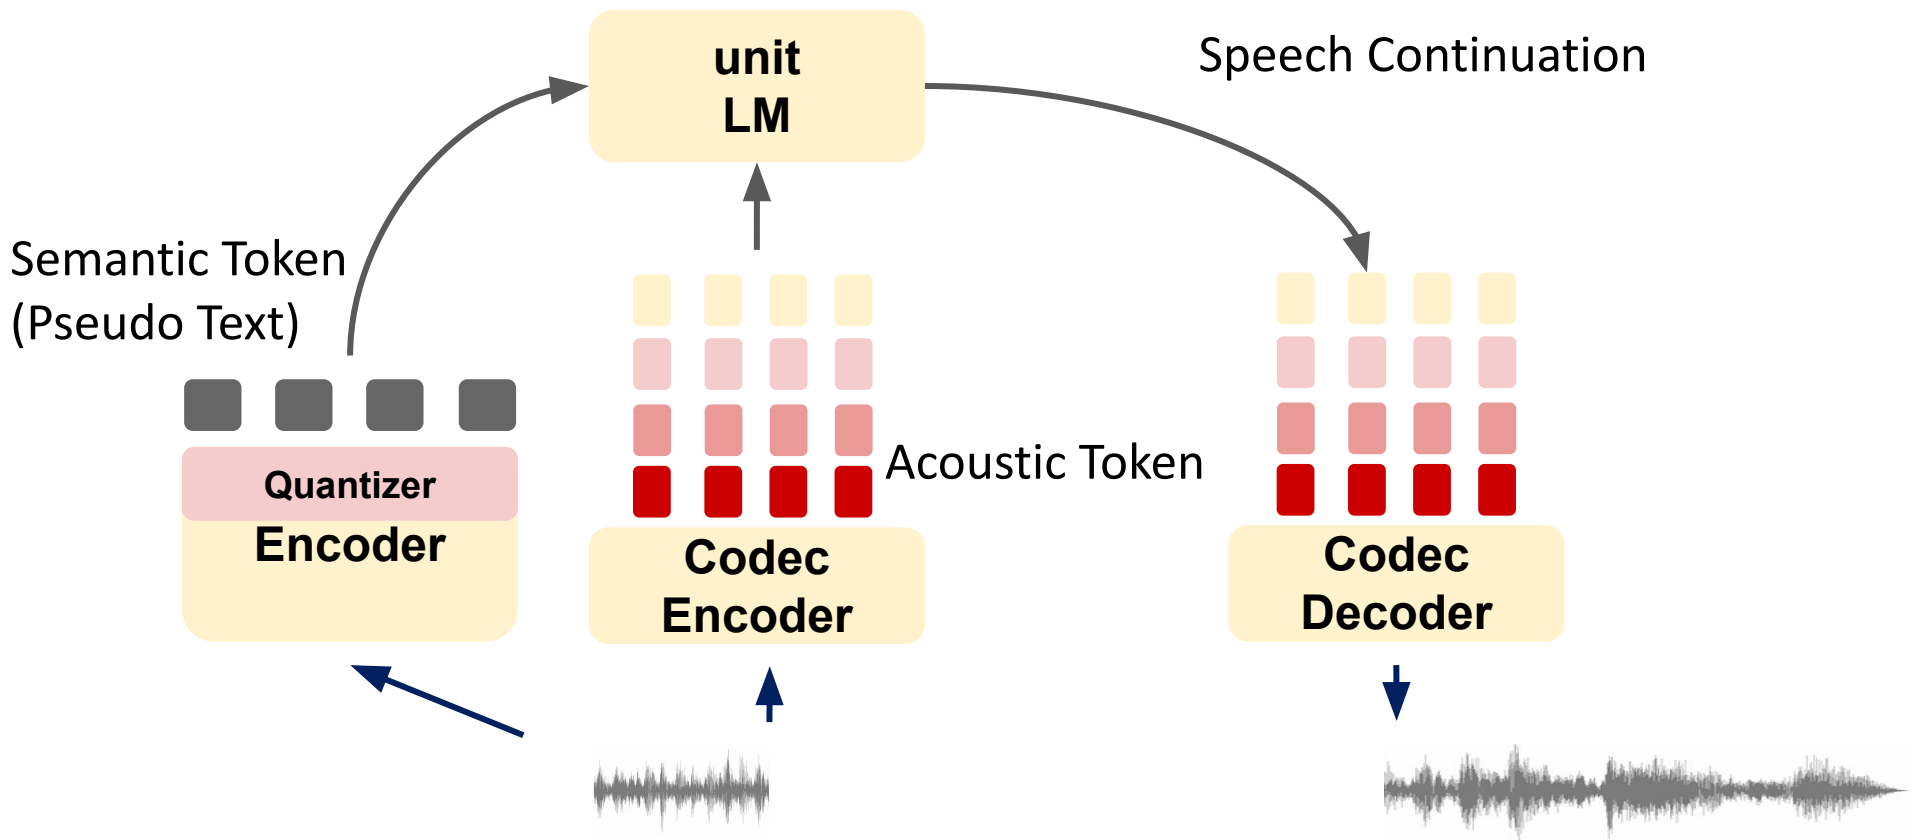 unit
LM
Speech Continuation
Semantic Token
(Pseudo Text)
Quantizer
Encoder
Acoustic Token
Codec
Encoder
Codec
Decoder